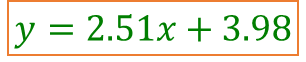 y = 2.51x + 3.98